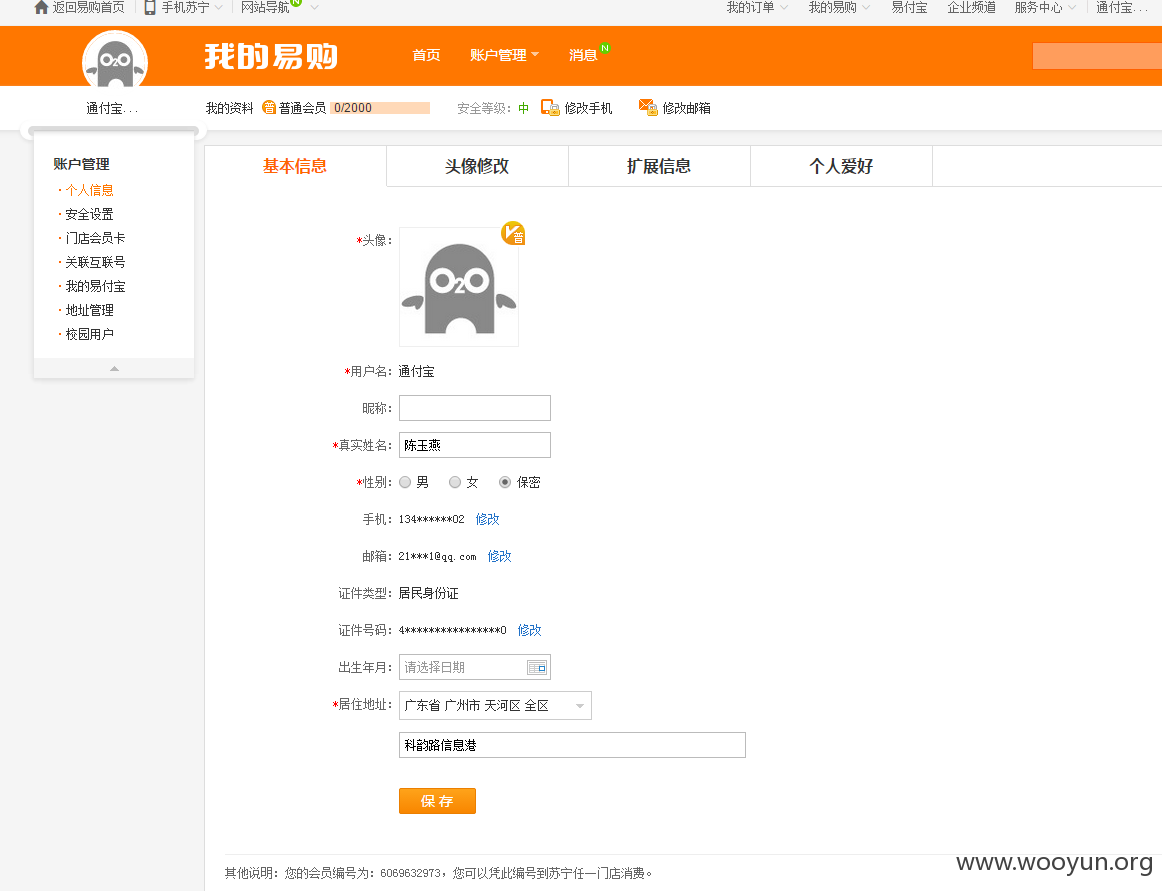 返回易购首页 手机苏宁 网站导航 N 我的订单 我的易购 易付宝 企业频道 服务中心 通付宝...
我的易购 首页 账户管理 消息 N
通付宝... 我的资料 普 普通会员 0/2000 安全等级：中 修改手机 修改邮箱
账户管理
·个人信息
·安全设置
·门店会员卡
·关联互联号
·我的易付宝
·地址管理
·校园用户
基本信息 头像修改 扩展信息 个人爱好
*头像：
O2O
V普
*用户名：通付宝
昵称：
*真实姓名：陈玉燕
*性别： 男 女 保密
手机：134******02 修改
邮箱：21***1@qq.com 修改
证件类型：居民身份证
证件号码：4****************0 修改
出生年月：请选择日期
*居住地址：广东省 广州市 天河区 全区
科韵路信息港
保 存
其他说明：您的会员编号为：6069632973，您可以凭此编号到苏宁任一门店消费。
www.wooyun.org